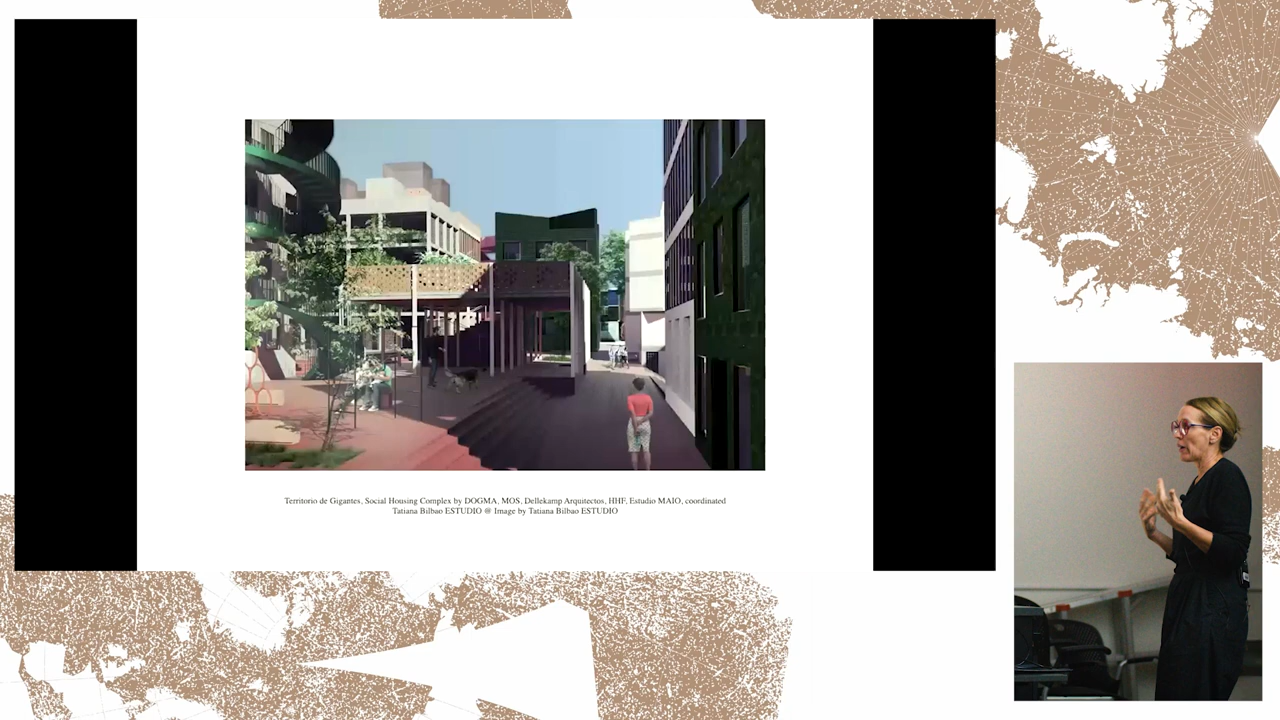 Territorio de Gigantes, Social Housing Complex by DOGMA, MOS, Dellekamp Arquitectos, HHF, Estudio MAIO, coordinated
Tatiana Bilbao ESTUDIO @ Image by Tatiana Bilbao ESTUDIO